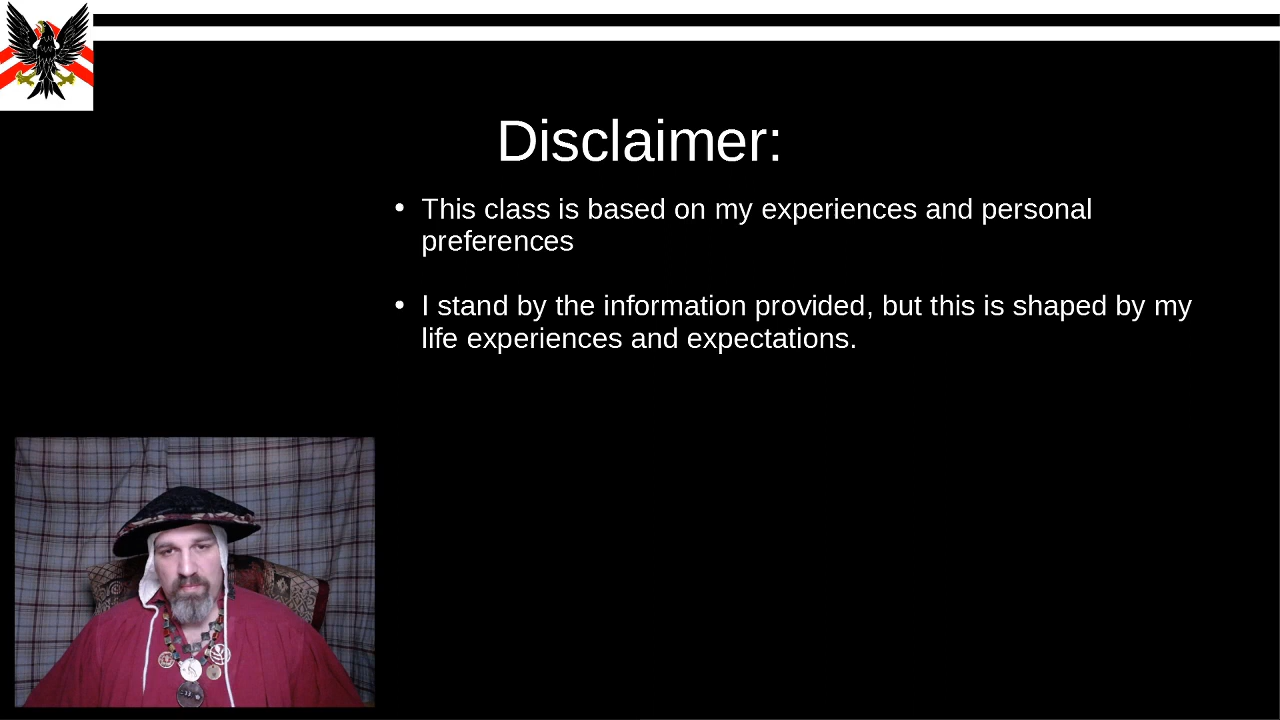 Disclaimer:
• This class is based on my experiences and personal
preferences
• I stand by the information provided, but this is shaped by my
life experiences and expectations.